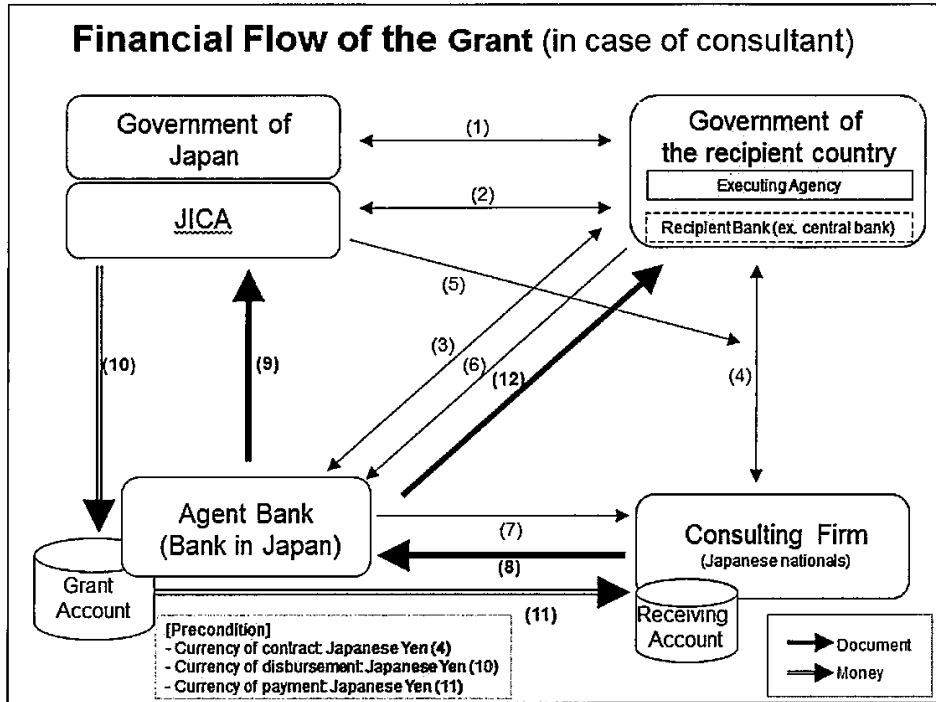 Financial Flow of the Grant (in case of consultant)
Government of
Japan
JICA
(1)
(2)
Government of
the recipient country
Executing Agency
Recipient Bank (ex. central bank)
(5)
(10)
(9)
(3)
(6)
(12)
(4)
Agent Bank
(Bank in Japan)
(7)
(8)
Consulting Firm
(Japanese nationals)
Grant
Account
(11)
Receiving
Account
[Precondition]
- Currency of contract: Japanese Yen (4)
- Currency of disbursement: Japanese Yen (10)
- Currency of payment: Japanese Yen (11)
Document
Money